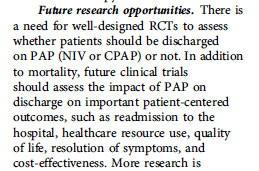 Future research opportunities. There is
a need for well-designed RCTs to assess
whether patients should be discharged
on PAP (NIV or CPAP) or not. In addition
to mortality, future clinical trials
should assess the impact of PAP on
discharge on important patient-centered
outcomes, such as readmission to the
hospital, healthcare resource use, quality
of life, resolution of symptoms, and
cost-effectiveness. More research is